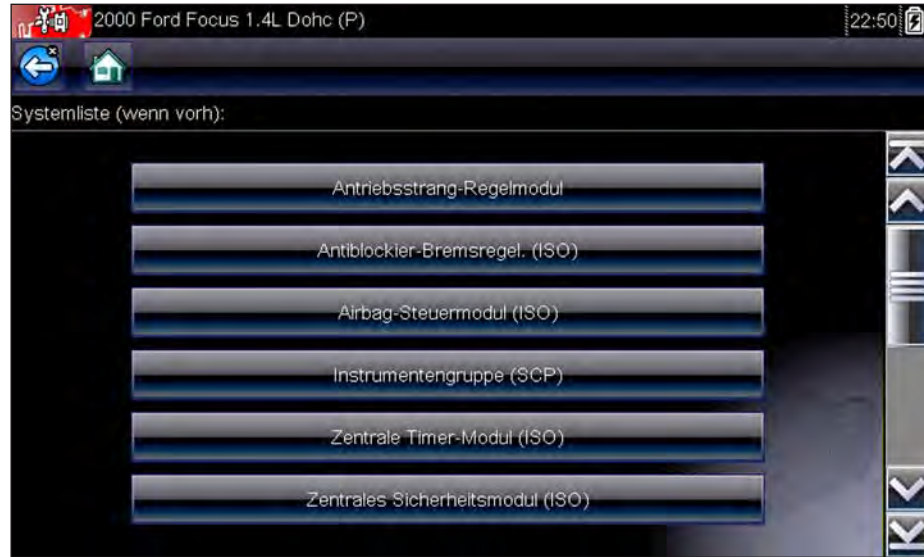 2000 Ford Focus 1.4L Dohc (P)
22:50
Systemliste (wenn vorh):
Antriebsstrang-Regelmodul
Antiblockier-Bremsregel. (ISO)
Airbag-Steuermodul (ISO)
Instrumentengruppe (SCP)
Zentrale Timer-Modul (ISO)
Zentrales Sicherheitsmodul (ISO)